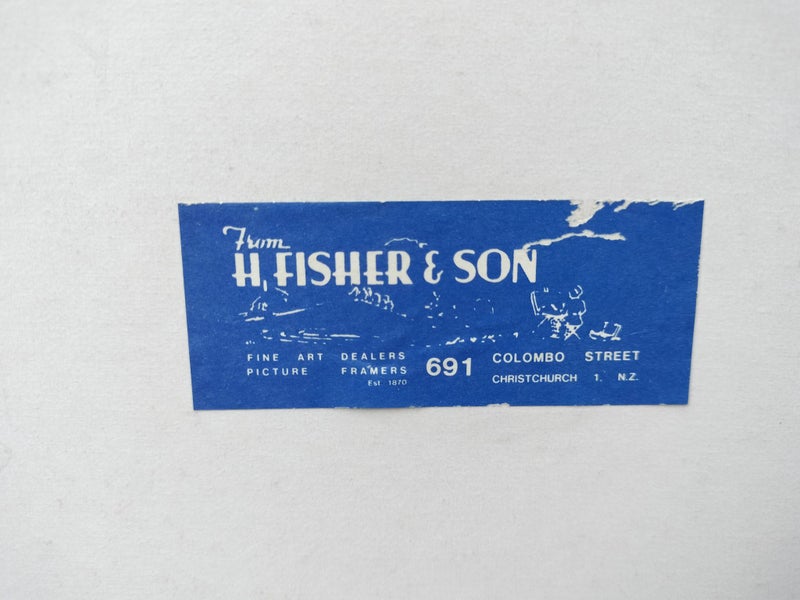 From
H. FISHER & SON
FINE ART DEALERS
PICTURE FRAMERS
Est 1870
691
COLOMBO STREET
CHRISTCHURCH 1. N.Z.